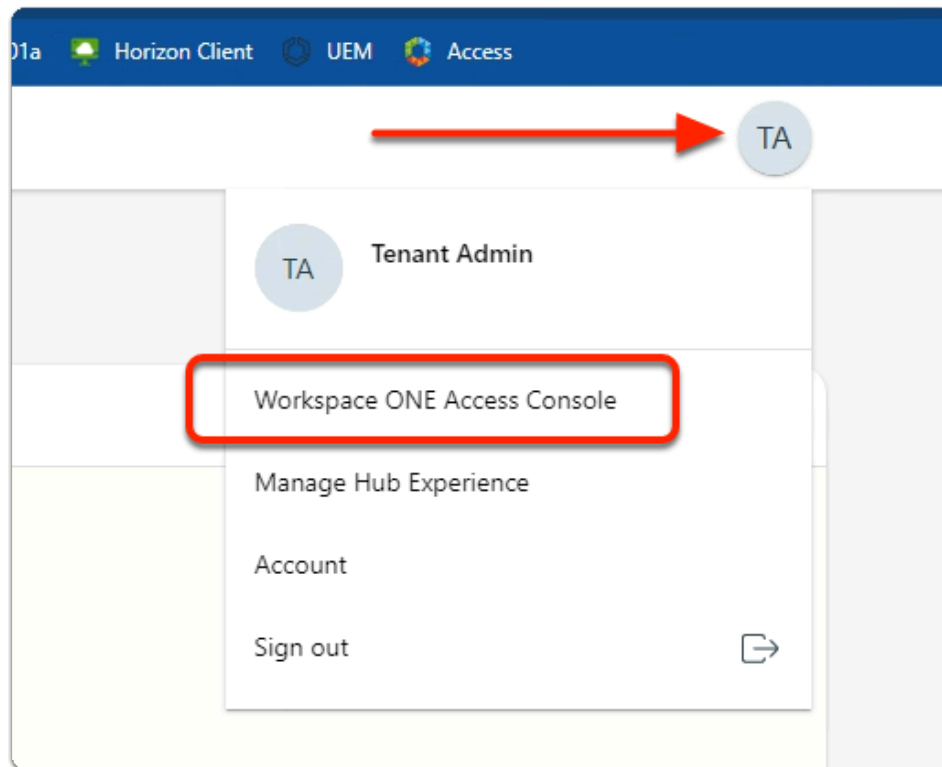 01a Horizon Client UEM Access
TA
TA Tenant Admin
Workspace ONE Access Console
Manage Hub Experience
Account
Sign out